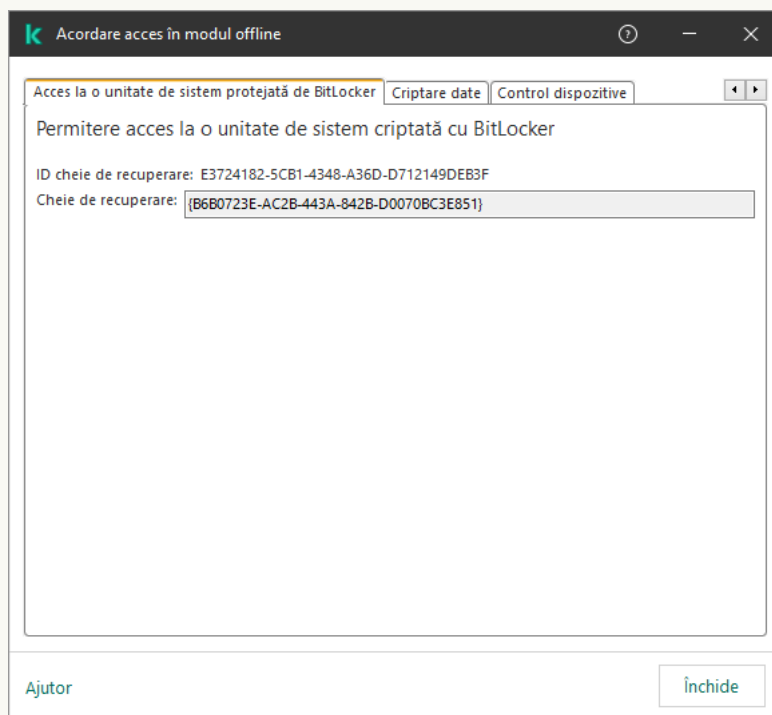 Acordare acces în modul offline
Acces la o unitate de sistem protejată de BitLocker Criptare date Control dispozitive
Permitere acces la o unitate de sistem criptată cu BitLocker
ID cheie de recuperare: E3724182-5CB1-4348-A36D-D712149DEB3F
Cheie de recuperare: {B6B0723E-AC2B-443A-842B-D0070BC3E851}
Ajutor Închide